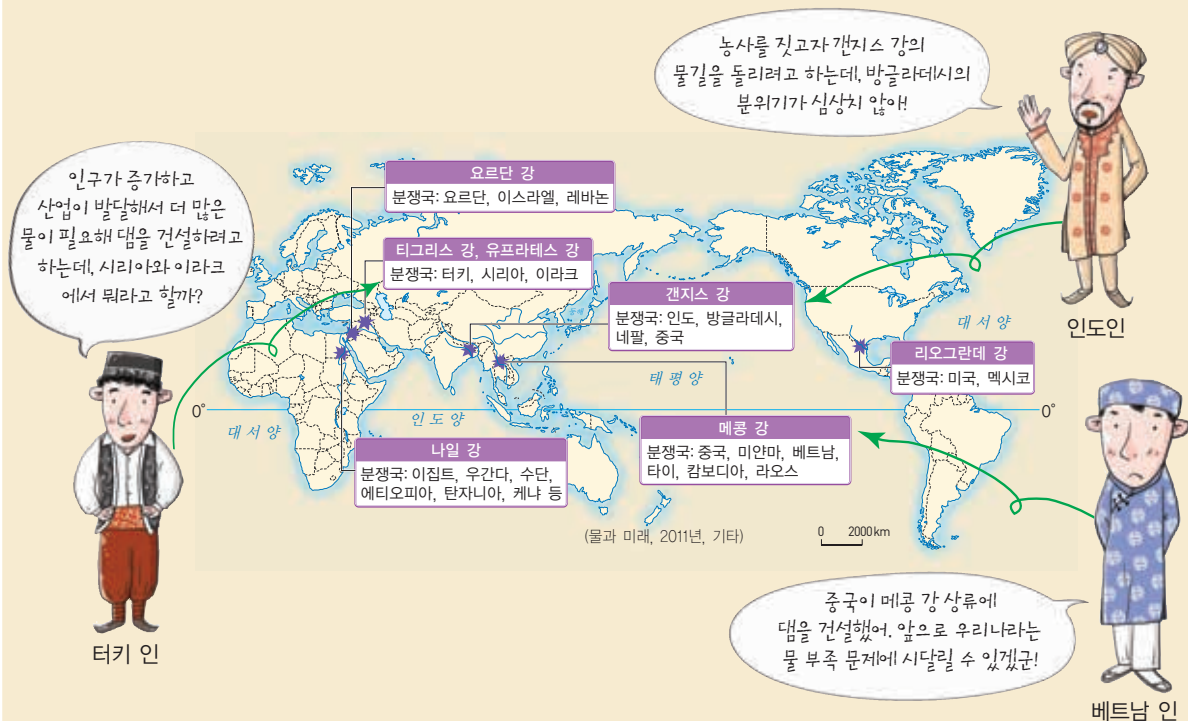 농사를 짓고자 갠지스 강의
물길을 돌리려고 하는데, 방글라데시의
분위기가 심상치 않아!
인도인
인구가 증가하고
산업이 발달해서 더 많은
물이 필요해 댐을 건설하려고
하는데, 시리아와 이라크
에서 뭐라고 할까?
터키 인
요르단 강
분쟁국: 요르단, 이스라엘, 레바논
티그리스 강, 유프라테스 강
분쟁국: 터키, 시리아, 이라크
갠지스 강
분쟁국: 인도, 방글라데시,
네팔, 중국
대서양
리오그란데 강
분쟁국: 미국, 멕시코
태평양
0°
0°
대서양
인도양
메콩 강
분쟁국: 중국, 미얀마, 베트남,
타이, 캄보디아, 라오스
나일 강
분쟁국: 이집트, 우간다, 수단,
에티오피아, 탄자니아, 케냐 등
(물과 미래, 2011년, 기타)
0 2000km
중국이 메콩 강 상류에
댐을 건설했어. 앞으로 우리나라는
물 부족 문제에 시달릴 수 있겠군!
베트남 인